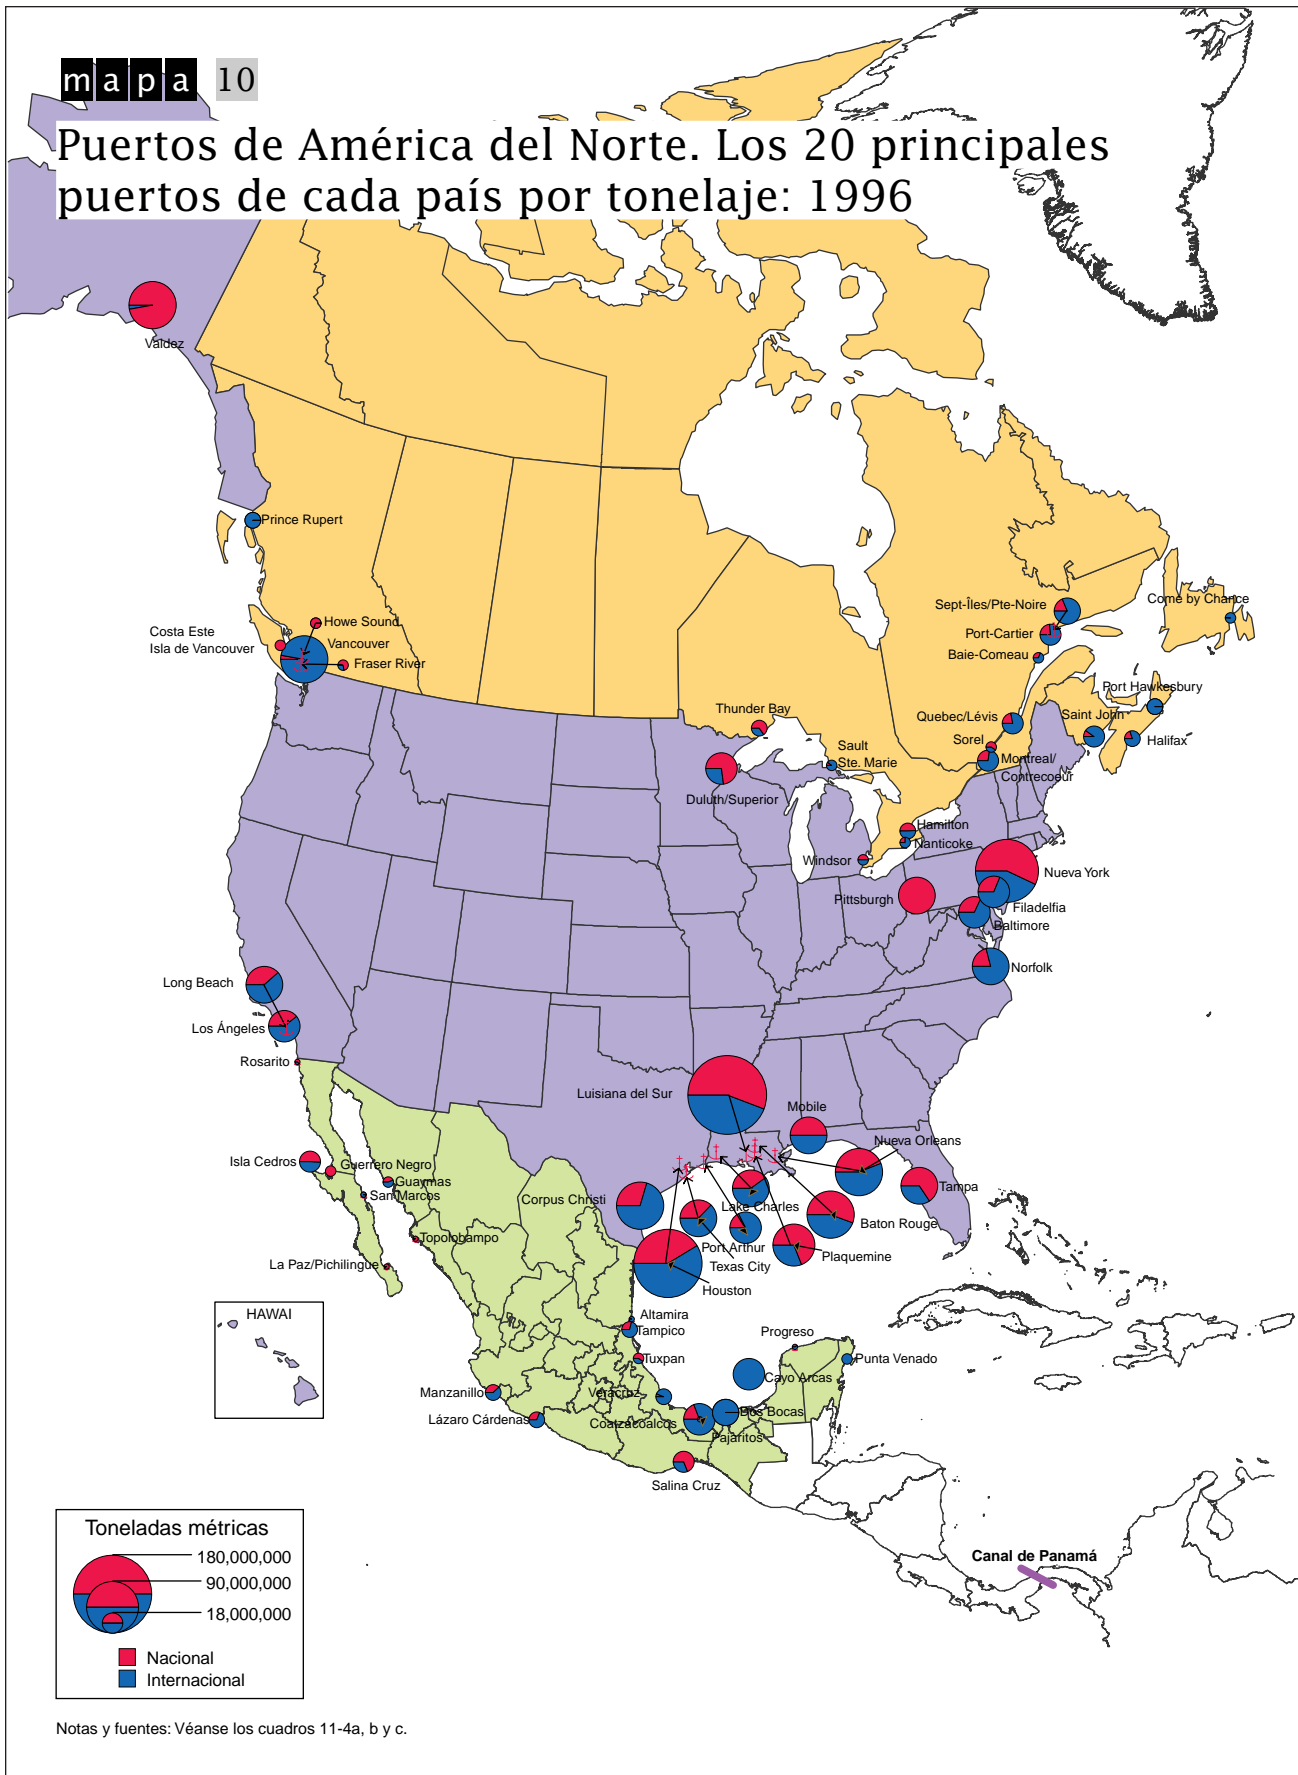 mapa 10
Puertos de América del Norte. Los 20 principales
puertos de cada país por tonelaje: 1996
Valdez
Prince Rupert
Howe Sound
Costa Este
Isla de Vancouver
Vancouver
Fraser River
Sept-Îles/Pte-Noire
Come by Chance
Port-Cartier
Baie-Comeau
Port Hawkesbury
Thunder Bay
Quebec/Lévis
Saint John
Halifax
Sorel
Sault
Ste. Marie
Montreal/
Contrecoeur
Duluth/Superior
Hamilton
Nanticoke
Windsor
Nueva York
Pittsburgh
Filadelfia
Baltimore
Norfolk
Long Beach
Los Ángeles
Rosarito
Luisiana del Sur
Mobile
Nueva Orleans
Isla Cedros
Guerrero Negro
Guaymas
San Marcos
Corpus Christi
Lake Charles
Tampa
Baton Rouge
Topolobampo
Port Arthur
Plaquemine
La Paz/Pichilingue
Texas City
Houston
HAWAI
Altamira
Tampico
Progreso
Tuxpan
Punta Venado
Cayo Arcas
Manzanillo
Veracruz
Lázaro Cárdenas
Dos Bocas
Coatzacoalcos
Pajaritos
Salina Cruz
Toneladas métricas
180,000,000
90,000,000
18,000,000
Nacional
Internacional
Canal de Panamá
Notas y fuentes: Véanse los cuadros 11-4a, b y c.